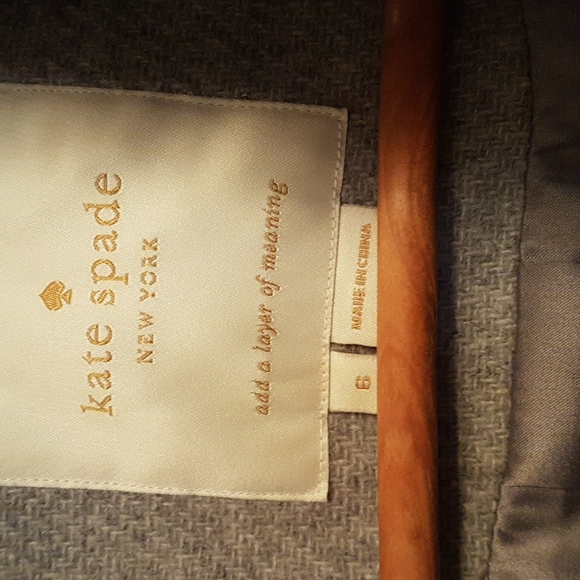 kate spade
NEW YORK
add a layer of meaning
MADE IN CHINA
6